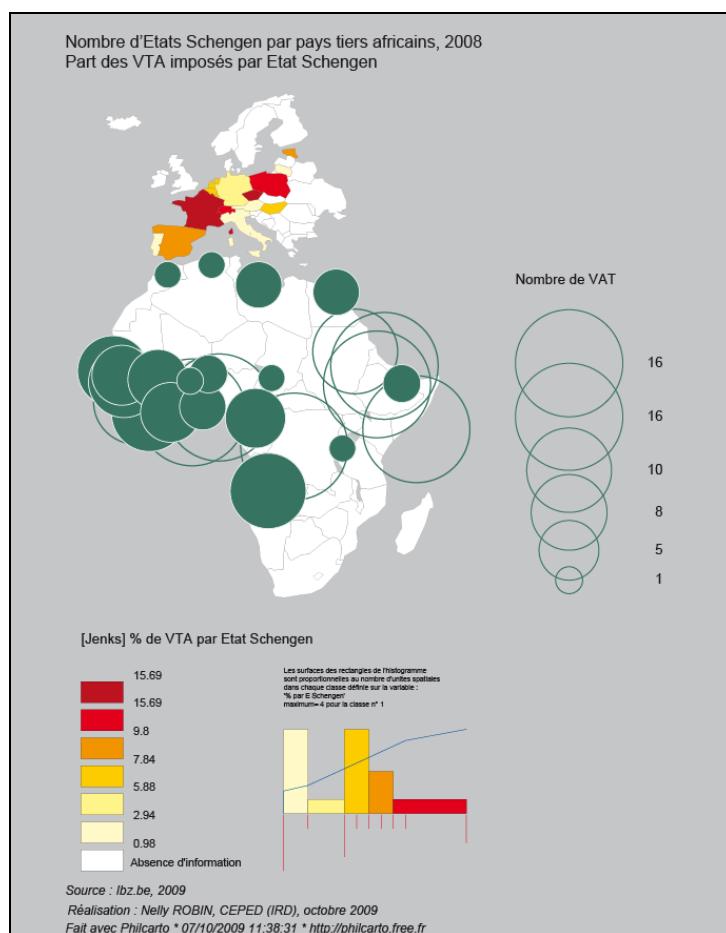 Nombre d'Etats Schengen par pays tiers africains, 2008
Part des VTA imposés par Etat Schengen
Nombre de VAT
16
16
10
8
5
1
[Jenks] % de VTA par Etat Schengen
15.69
15.69
9.8
7.84
5.88
2.94
0.98
Absence d'information
Les surfaces des rectangles de l'histogramme
sont proportionnelles au nombre d'unites spatiales
dans chaque classe définie sur la variable :
'% par E Schengen'
maximum= 4 pour la classe n° 1
Source : Ibz.be, 2009
Réalisation : Nelly ROBIN, CEPED (IRD), octobre 2009
Fait avec Philcarto * 07/10/2009 11:38:31 * http://philcarto.free.fr